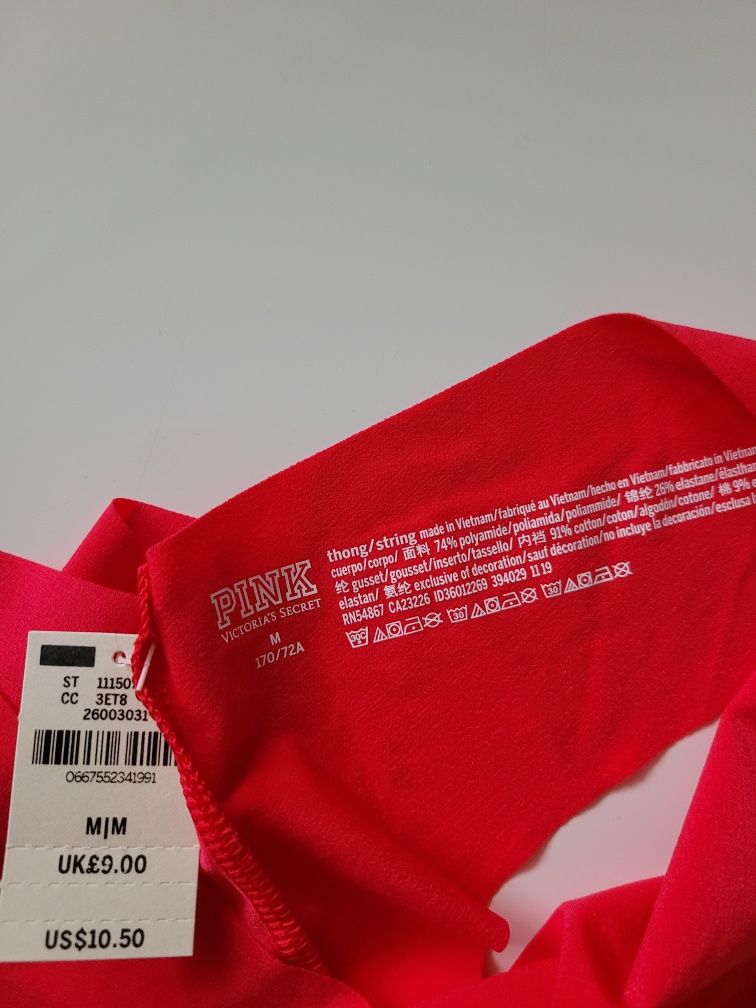 PINK
VICTORIA'S SECRET
M
170/72A
thong/string made in Vietnam/fabriqué au Vietnam/hecho en Vietnam/fabbricato in Vietnam
cuerpo/corpo/ 面料 74% polyamide/poliamida/poliammide/ 锦纶 26% elastane/élasthan
纶 gusset/gousset/inserto/tassello/ 内裆 91% cotton/coton/algodón/cotone/ 棉 9% e
elastan/ 氨纶 exclusive of decoration/sauf décoration/no incluye la decoración/esclusa
RN54867 CA23226 ID36012269 394029 11 19
30 30 30
ST 11150
CC 3ET8
26003031
0667552341991
M|M
UK£9.00
US$10.50